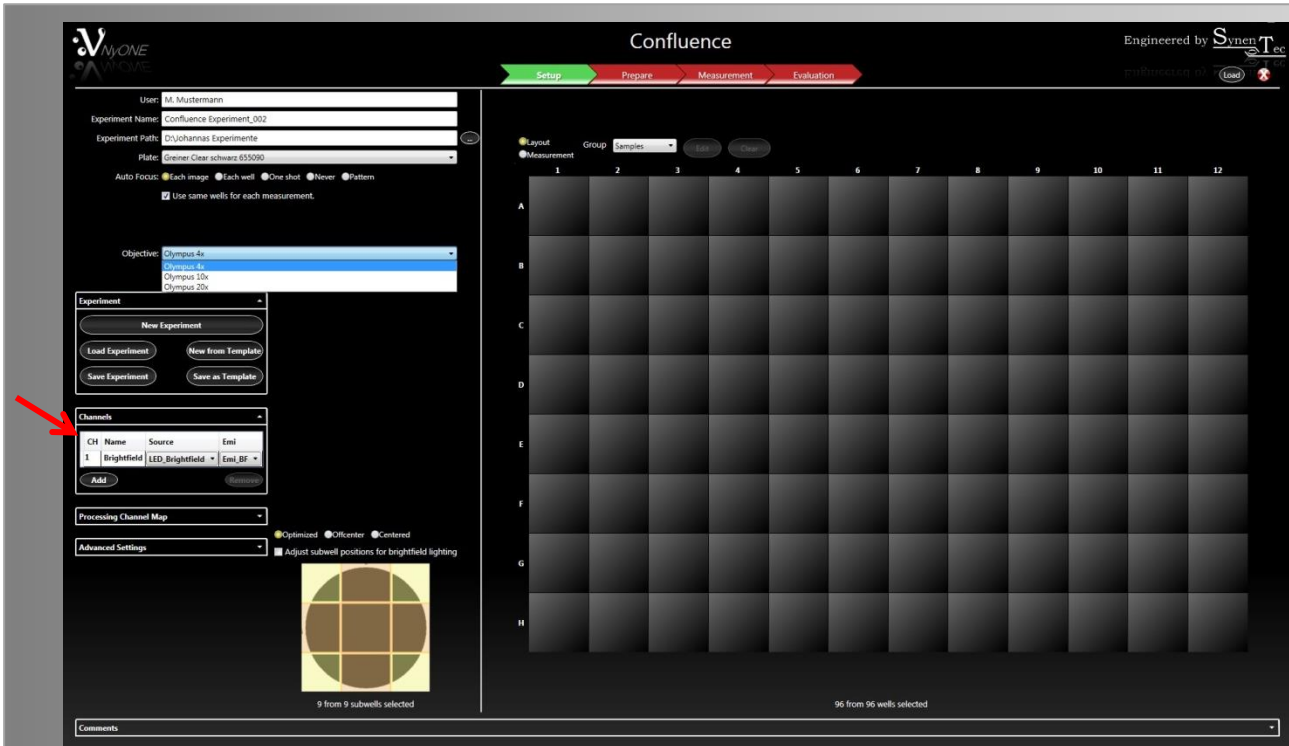 NyONE
Confluence
Engineered by SynenTec
Setup Prepare Measurement Evaluation
Load
User: M. Mustermann
Experiment Name: Confluence Experiment_002
Experiment Path: D:\Johannas Experimente ...
Plate: Greiner Clear schwarz 655090
Auto Focus: Each image Each well One shot Never Pattern
Use same wells for each measurement.
Objective: Olympus 4x
Olympus 4x
Olympus 10x
Olympus 20x
Experiment
New Experiment
Load Experiment New from Template
Save Experiment Save as Template
Channels
CH Name Source Emi
1 Brightfield LED_Brightfield Emi_BF
Add Remove
Processing Channel Map
Advanced Settings
Optimized Offcenter Centered
Adjust subwell positions for brightfield lighting
9 from 9 subwells selected
Layout Group Samples Edit Clear
Measurement
1 2 3 4 5 6 7 8 9 10 11 12
A
B
C
D
E
F
G
H
96 from 96 wells selected
Comments